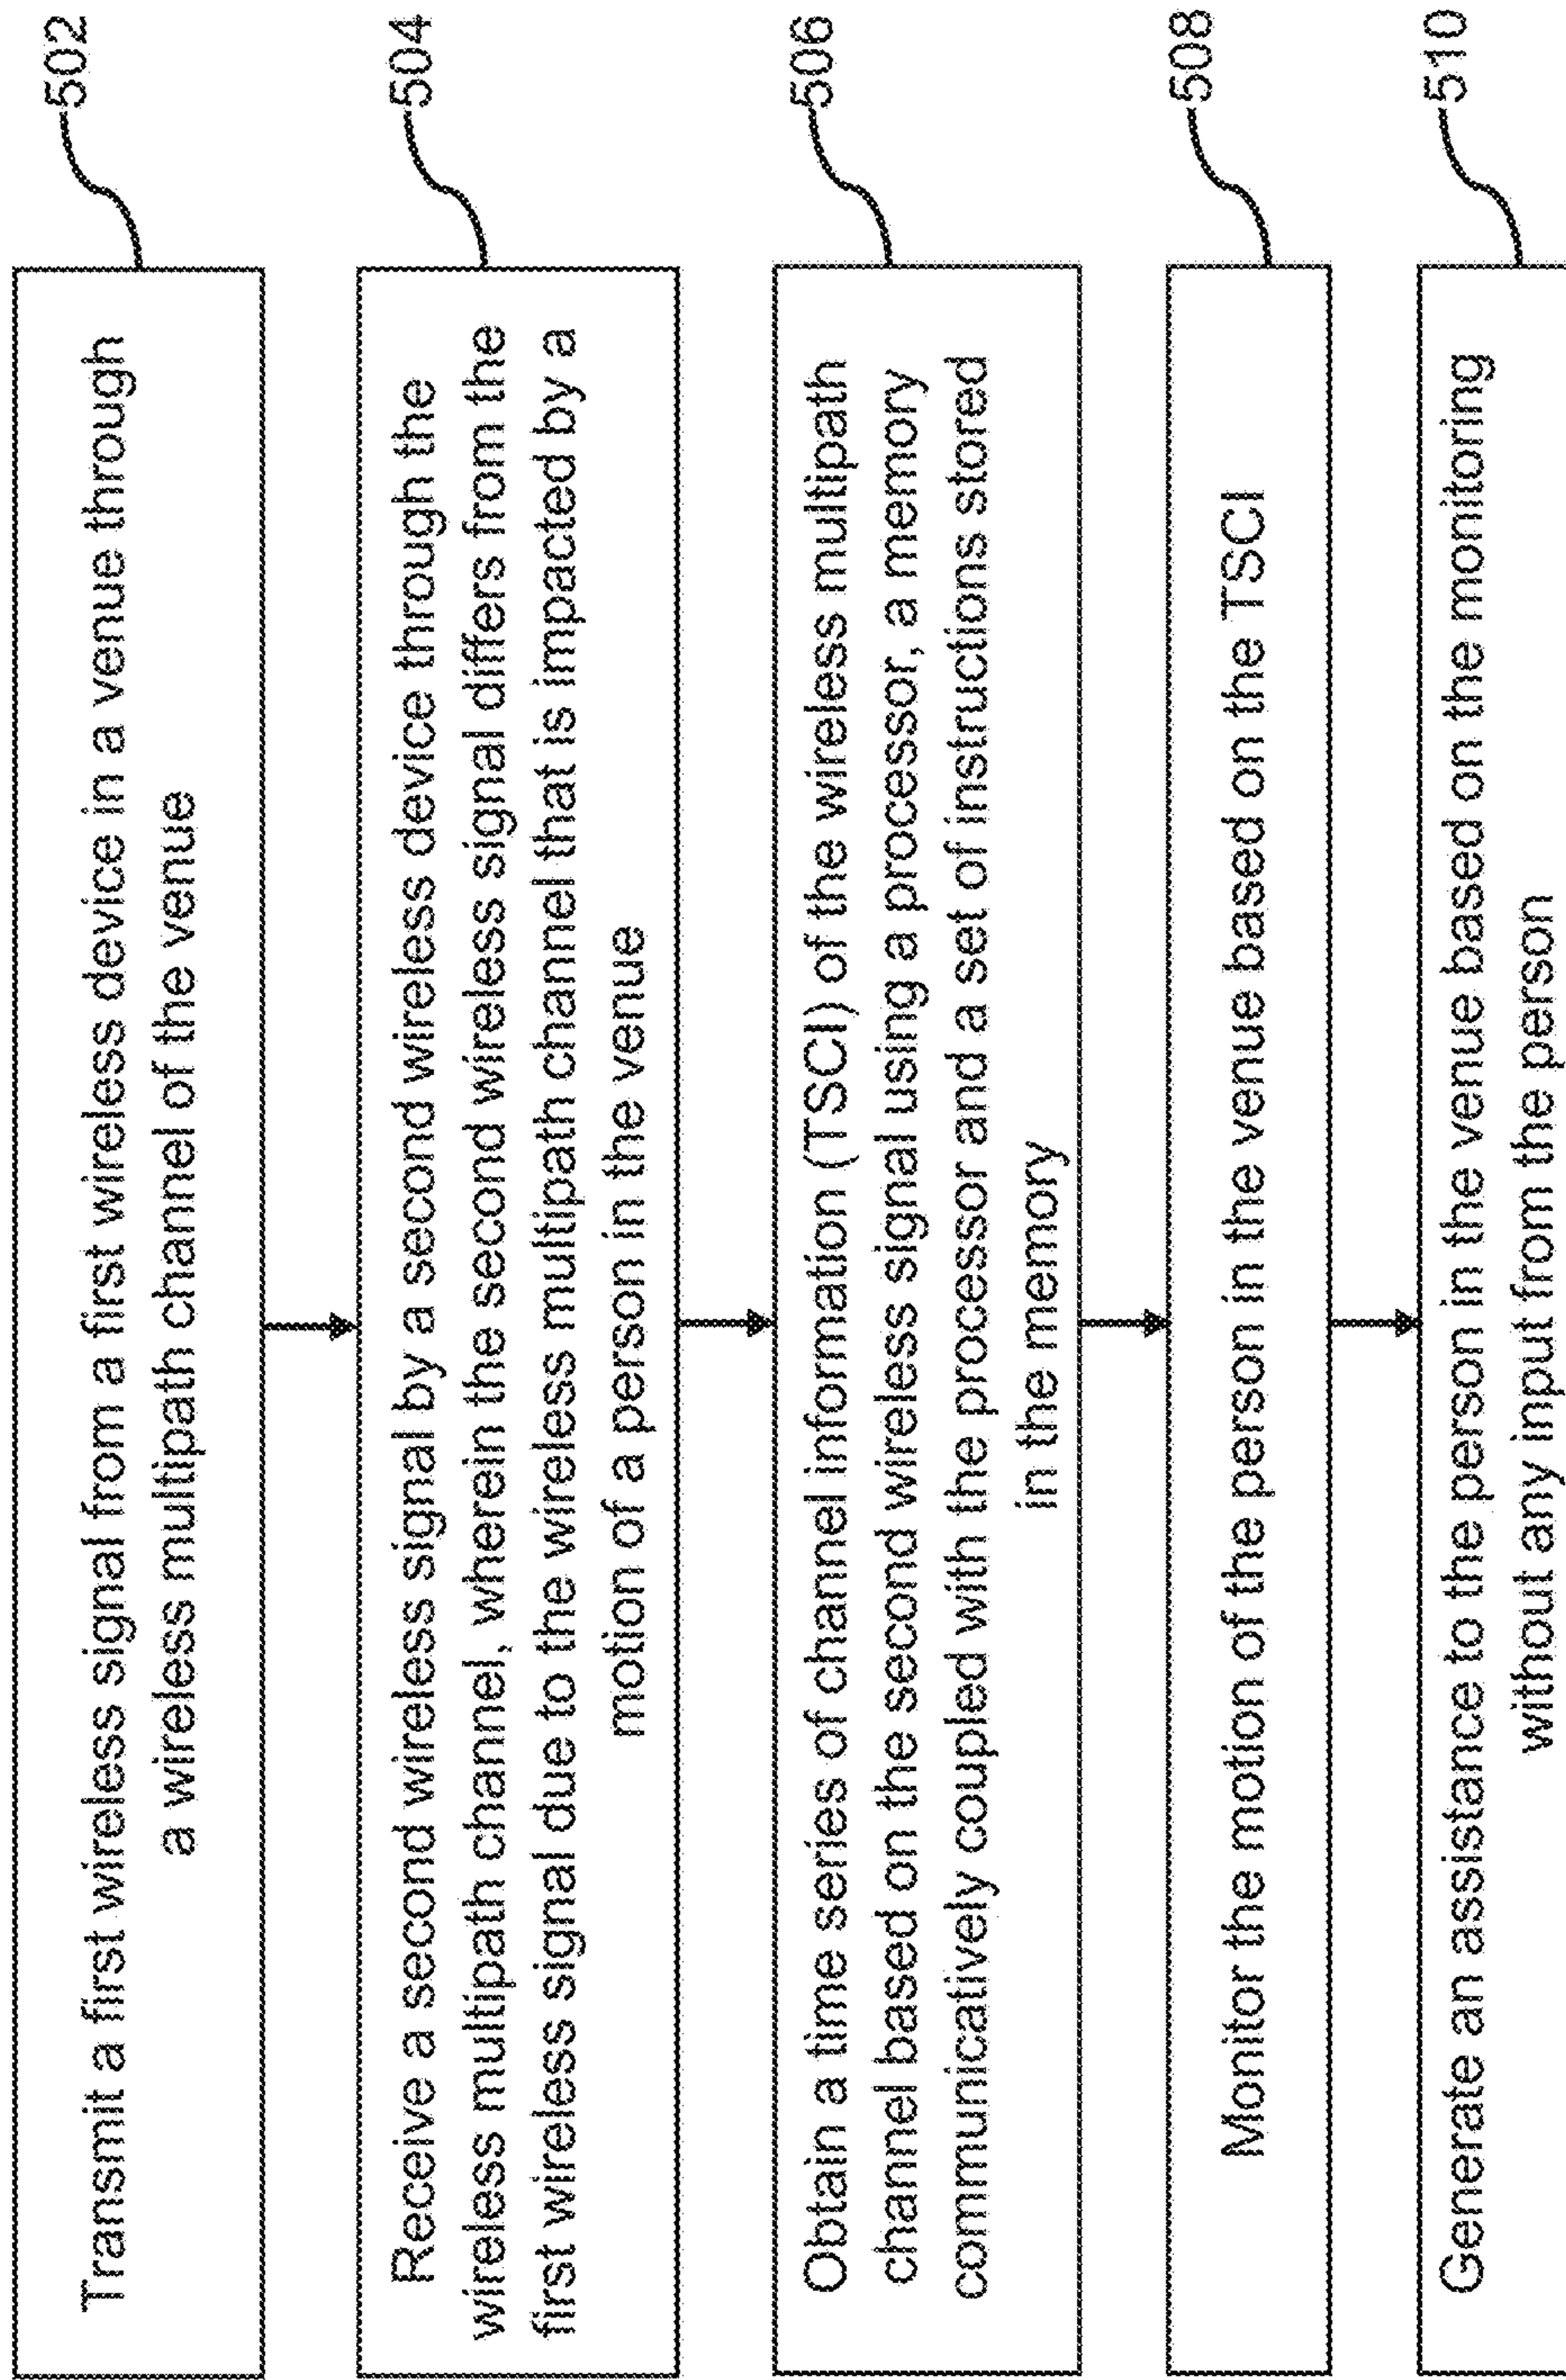 Transmit a first wireless signal from a first wireless device in a venue through
a wireless multipath channel of the venue
502
Receive a second wireless signal by a second wireless device through the
wireless multipath channel, wherein the second wireless signal differs from the
first wireless signal due to the wireless multipath channel that is impacted by a
motion of a person in the venue
504
Obtain a time series of channel information (TSCI) of the wireless multipath
channel based on the second wireless signal using a processor, a memory
communicatively coupled with the processor and a set of instructions stored
in the memory
506
Monitor the motion of the person in the venue based on the TSCI
508
Generate an assistance to the person in the venue based on the monitoring
without any input from the person
510